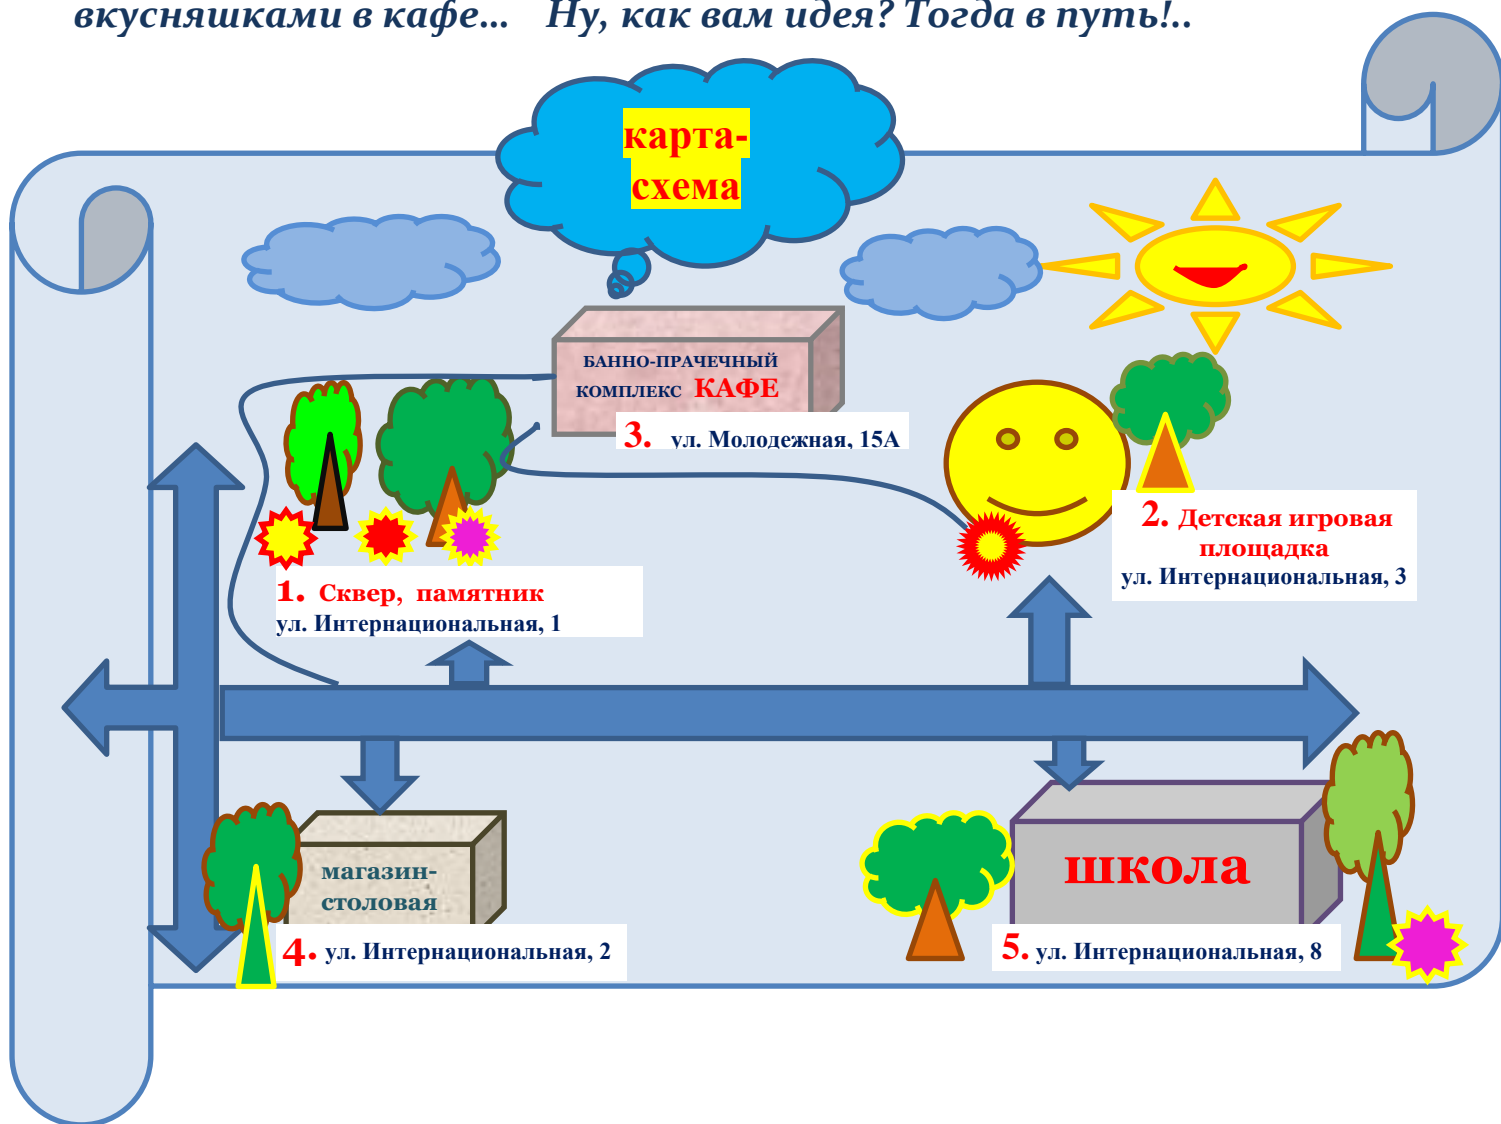 вкусняшками в кафе... Ну, как вам идея? Тогда в путь!..
карта-
схема
БАННО-ПРАЧЕЧНЫЙ
КОМПЛЕКС КАФЕ
3. ул. Молодежная, 15А
2. Детская игровая
площадка
ул. Интернациональная, 3
1. Сквер, памятник
ул. Интернациональная, 1
магазин-
столовая
4. ул. Интернациональная, 2
школа
5. ул. Интернациональная, 8